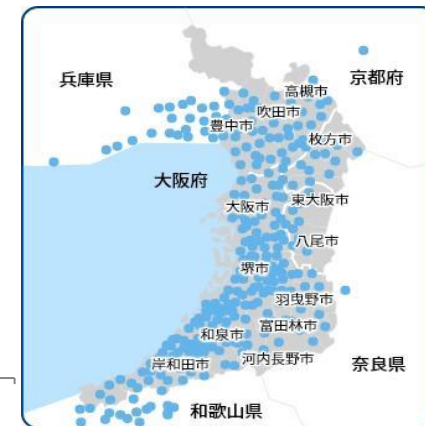 兵庫県
京都府
高槻市
吹田市
豊中市
枚方市
大阪府
東大阪市
大阪市
八尾市
堺市
羽曳野市
富田林市
和泉市
河内長野市
岸和田市
奈良県
和歌山県